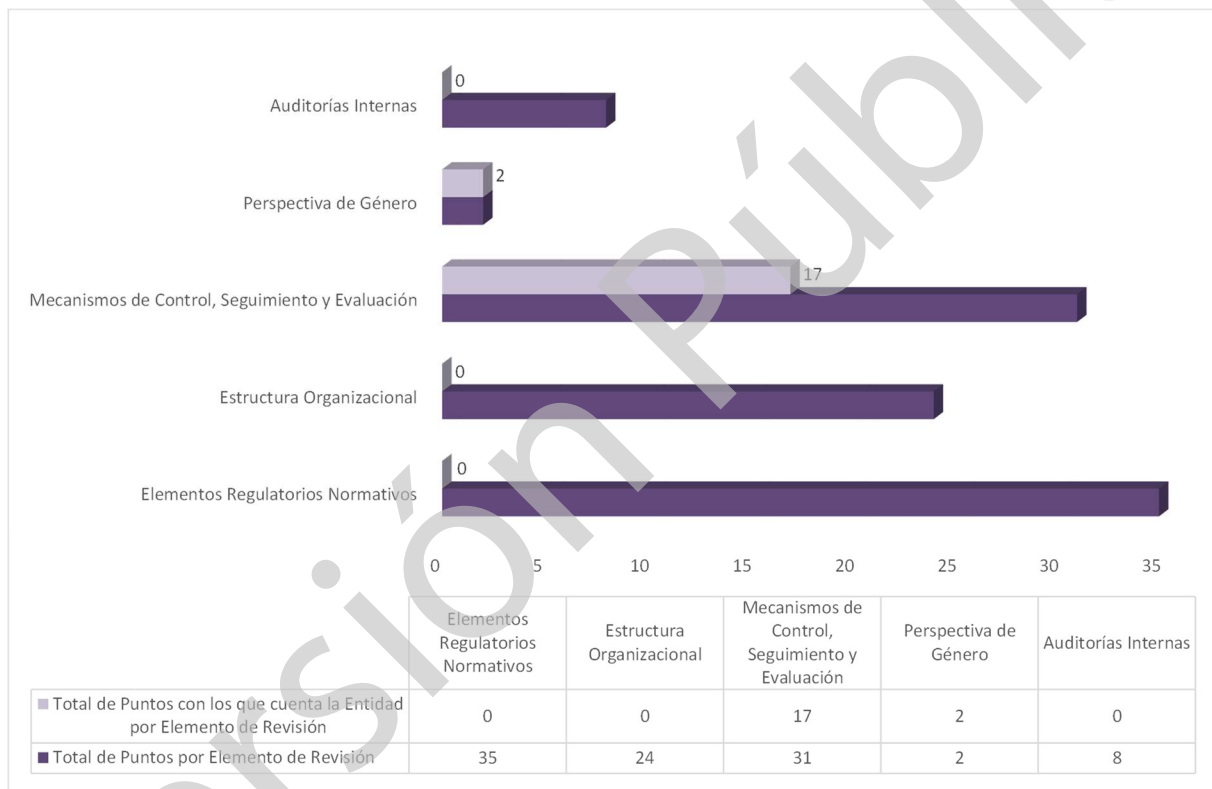 0
Auditorías Internas
2
Perspectiva de Género
17
Mecanismos de Control, Seguimiento y Evaluación
0
Estructura Organizacional
0
Elementos Regulatorios Normativos
0 5 10 15 20 25 30 35
Elementos
Regulatorios
Normativos
Estructura
Organizacional
Mecanismos de
Control,
Seguimiento y
Evaluación
Perspectiva de
Género
Auditorías Internas
Total de Puntos con los que cuenta la Entidad
por Elemento de Revisión
0 0 17 2 0
Total de Puntos por Elemento de Revisión 35 24 31 2 8
ersión Públi